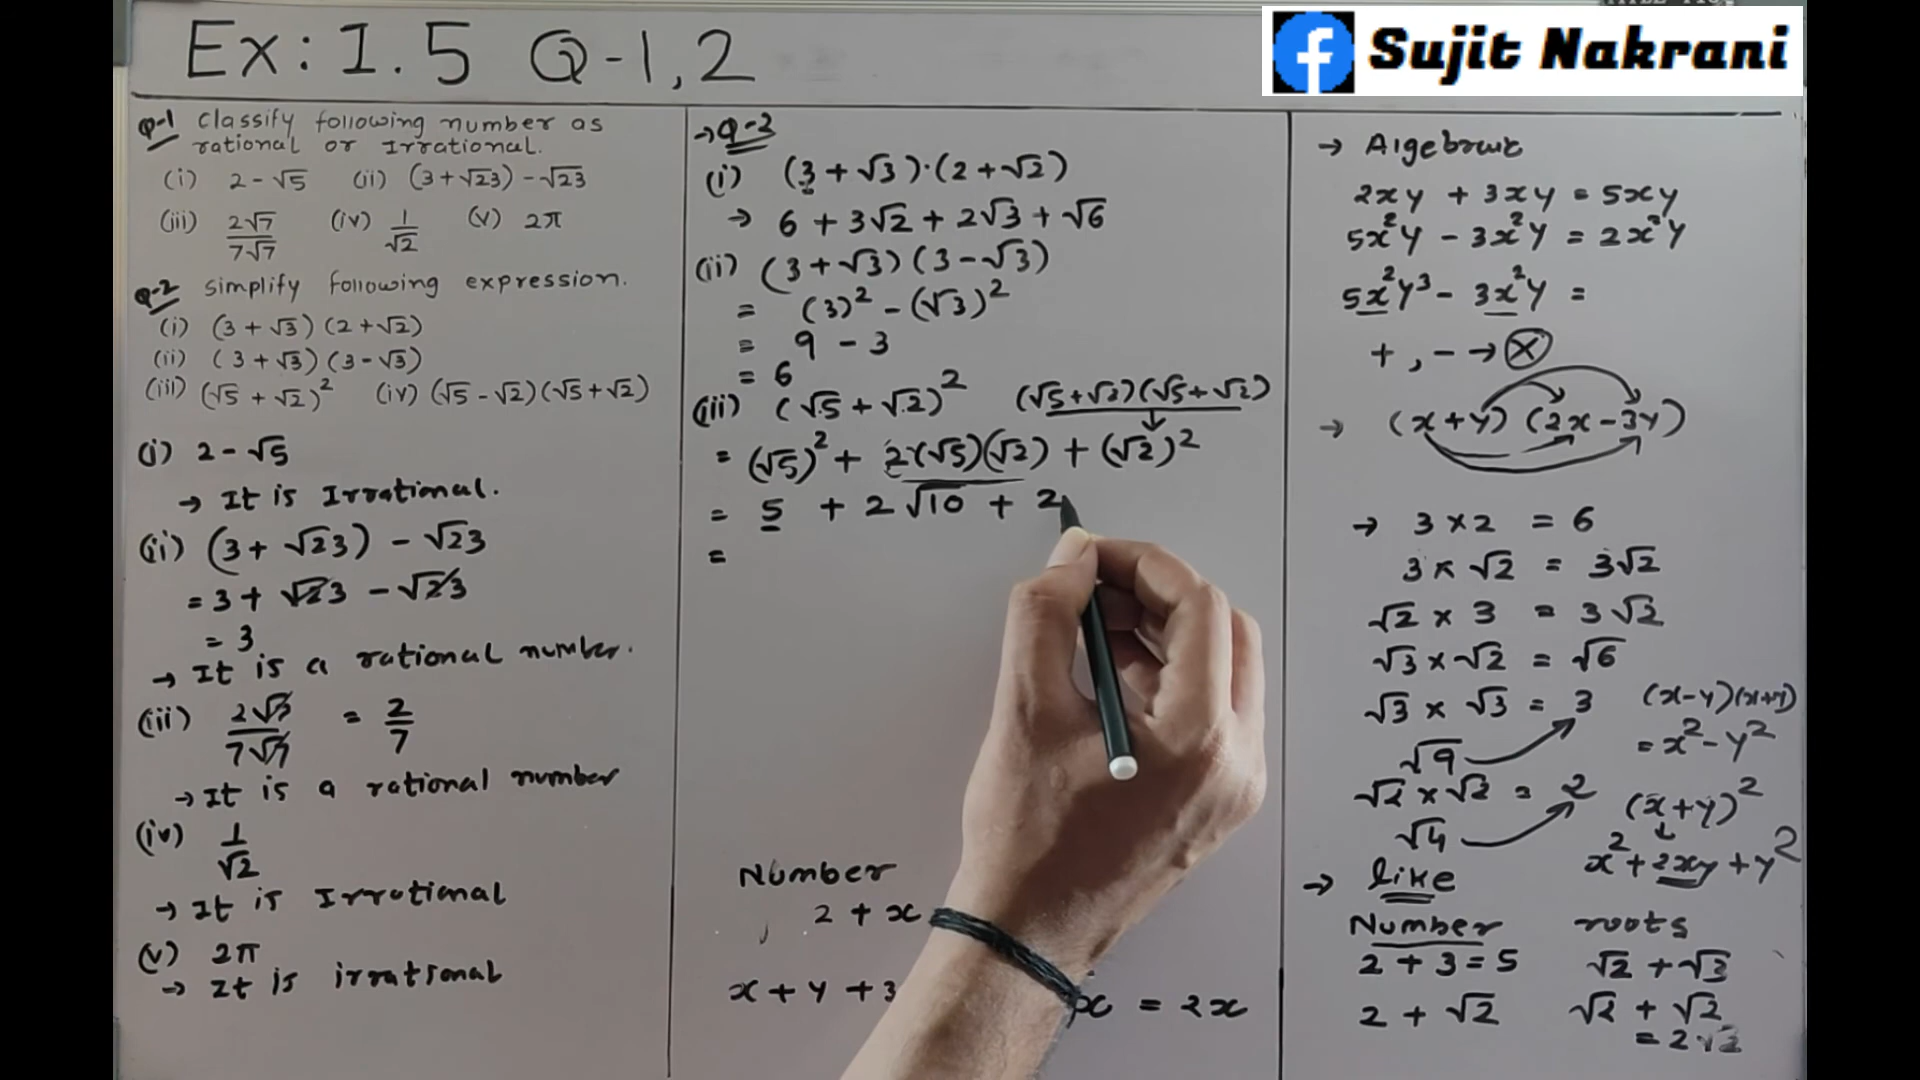 Ex: 1.5 Q-1,2
Sujit Nakrani
Q-1 Classify following number as
rational or Irrational.
(i) 2 - √5 (ii) (3 + √23) - √23
(iii) 2√7/7√7 (iv) 1/√2 (v) 2π
Q-2 Simplify following expression.
(i) (3 + √3) (2 + √2)
(ii) (3 + √3) (3 - √3)
(iii) (√5 + √2)² (iv) (√5 - √2) (√5 + √2)
(i) 2 - √5
→ It is Irrational.
(ii) (3 + √23) - √23
= 3 + √23 - √23
= 3
→ It is a rational number.
(iii) 2√7/7√7 = 2/7
→ It is a rational number
(iv) 1/√2
→ It is Irrational
(v) 2π
→ It is irrational
→ Q-2
(i) (3 + √3)·(2 + √2)
→ 6 + 3√2 + 2√3 + √6
(ii) (3 + √3) (3 - √3)
= (3)² - (√3)²
= 9 - 3
= 6
(iii) (√5 + √2)² (√5 + √2)(√5 + √2)
= (√5)² + 2(√5)(√2) + (√2)²
= 5 + 2√10 + 2
=
Number
2 + x
x + y + 3
x = 2x
→ Algebraic
2xy + 3xy = 5xy
5x²y - 3x²y = 2x²y
5x²y³ - 3x²y =
+ , - → X
→ (x + y) (2x - 3y)
→ 3 × 2 = 6
3 × √2 = 3√2
√2 × 3 = 3√2
√3 × √2 = √6
√3 × √3 = 3
√9
√2 × √2 = 2
√4
(x-y)(x+y)
= x² - y²
(x + y)²
x² + 2xy + y²
→ like
Number roots
2 + 3 = 5 √2 + √3
2 + √2 √2 + √2
= 2√2